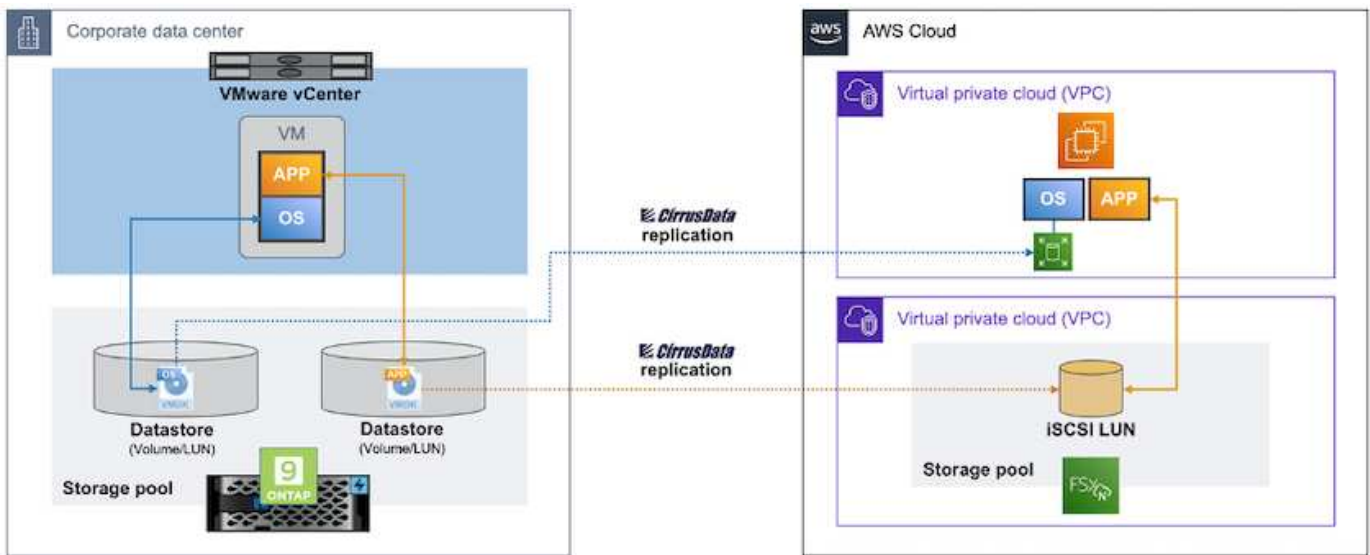 Corporate data center
VMware vCenter
VM
APP
OS
OS
VMDK
APP
VMDK
Datastore
(Volume/LUN)
Datastore
(Volume/LUN)
Storage pool
9
ONTAP
CirrusData
replication
CirrusData
replication
aws
AWS Cloud
Virtual private cloud (VPC)
OS
APP
Virtual private cloud (VPC)
iSCSI LUN
Storage pool
FSx
N